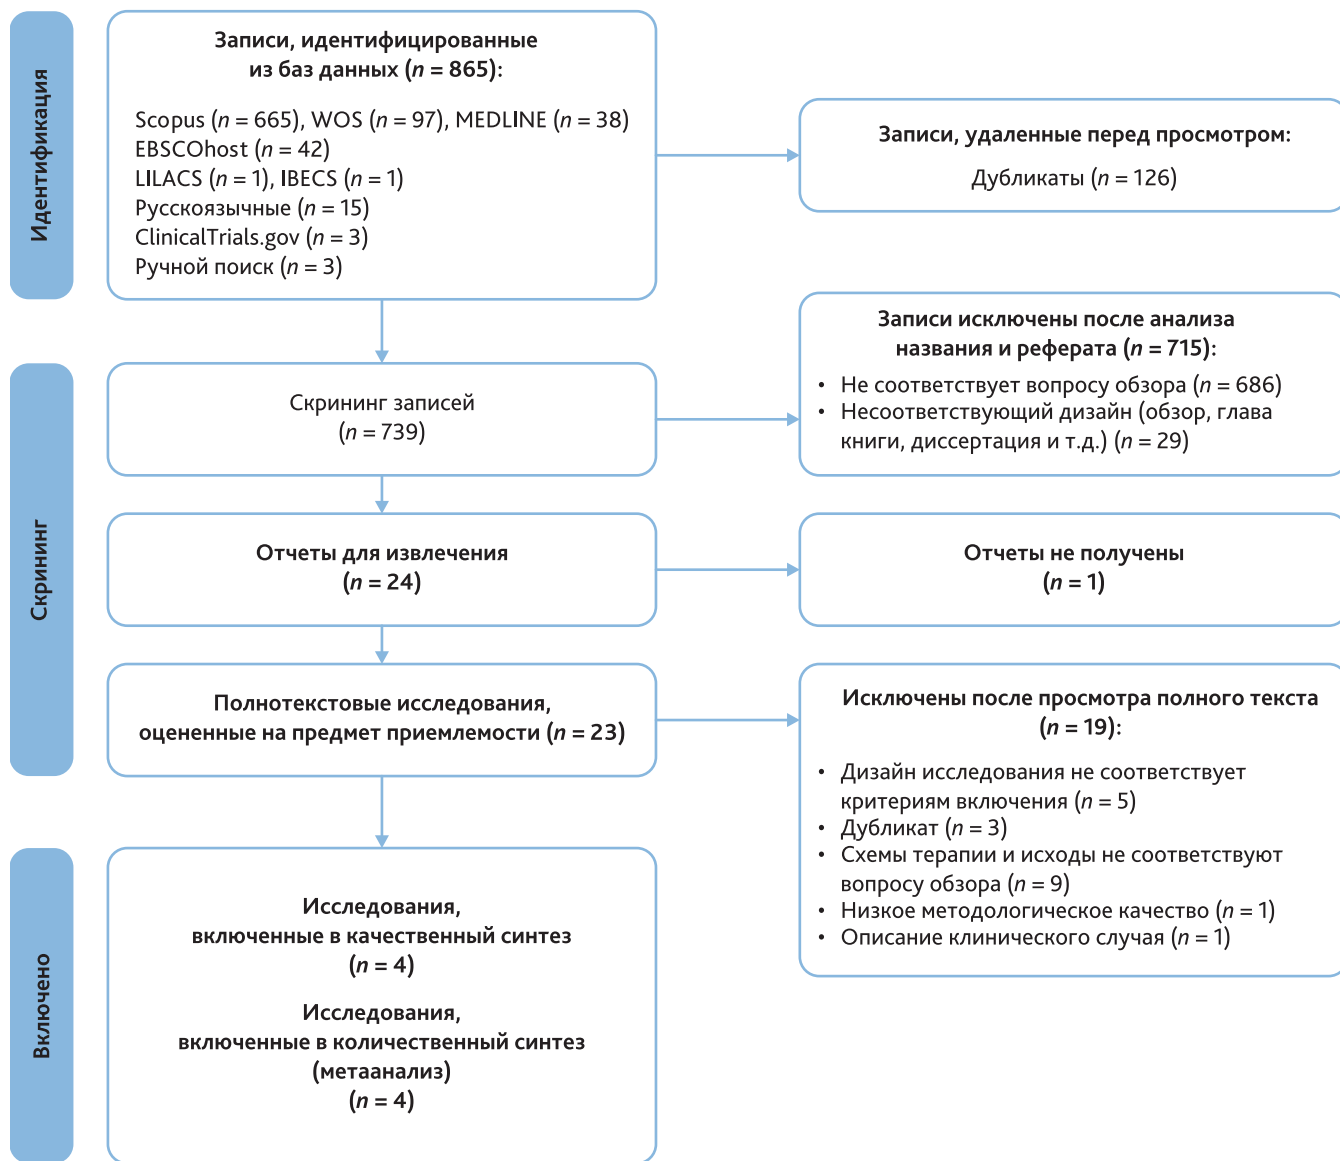 Идентификация
Записи, идентифицированные
из баз данных (n = 865):
Scopus (n = 665), WOS (n = 97), MEDLINE (n = 38)
EBSCOhost (n = 42)
LILACS (n = 1), IBECS (n = 1)
Русскоязычные (n = 15)
ClinicalTrials.gov (n = 3)
Ручной поиск (n = 3)
Записи, удаленные перед просмотром:
Дубликаты (n = 126)
Скрининг
Скрининг записей
(n = 739)
Записи исключены после анализа
названия и реферата (n = 715):
• Не соответствует вопросу обзора (n = 686)
• Несоответствующий дизайн (обзор, глава
книги, диссертация и т.д.) (n = 29)
Отчеты для извлечения
(n = 24)
Отчеты не получены
(n = 1)
Полнотекстовые исследования,
оцененные на предмет приемлемости (n = 23)
Исключены после просмотра полного текста
(n = 19):
• Дизайн исследования не соответствует
критериям включения (n = 5)
• Дубликат (n = 3)
• Схемы терапии и исходы не соответствуют
вопросу обзора (n = 9)
• Низкое методологическое качество (n = 1)
• Описание клинического случая (n = 1)
Включено
Исследования,
включенные в качественный синтез
(n = 4)
Исследования,
включенные в количественный синтез
(метаанализ)
(n = 4)